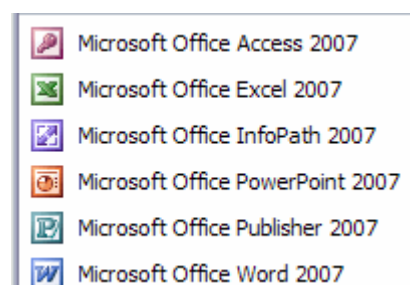 Microsoft Office Access 2007
Microsoft Office Excel 2007
Microsoft Office InfoPath 2007
Microsoft Office PowerPoint 2007
Microsoft Office Publisher 2007
Microsoft Office Word 2007